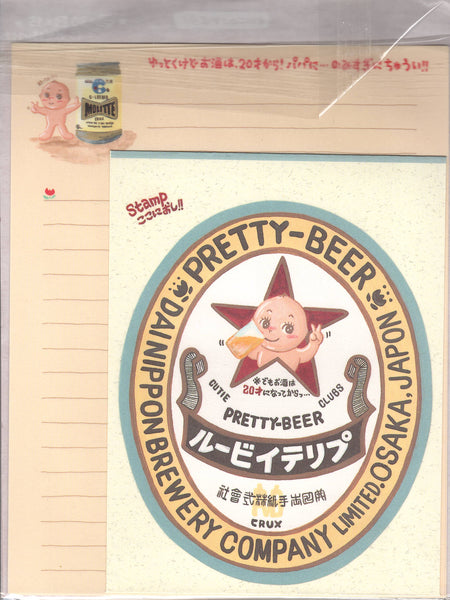 ゆっとくけどお酒は、20才から! パパに…のみすぎにちゅうい!!
Stamp
ここにおし!!
PRETTY-BEER
DAINIPPON BREWERY COMPANY LIMITED. OSAKA, JAPON
※でもお酒は
20才になってからっ…
CUTIE CLUBS
PRETTY-BEER
ルービイテリプ
CRUX